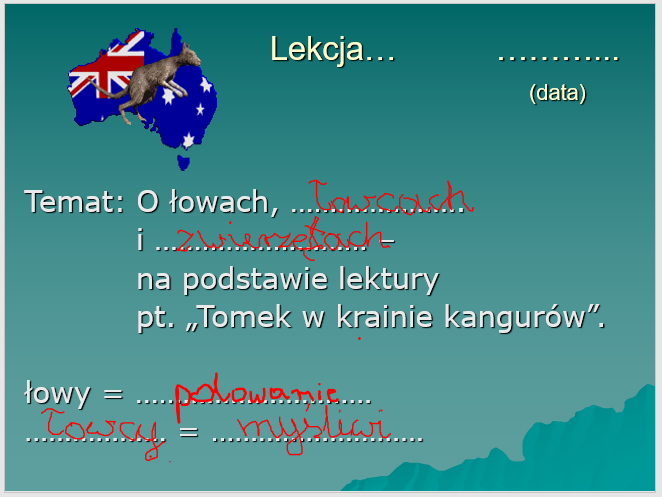 Lekcja… ………...
(data)
Temat: O łowach, łowcach
i zwierzętach –
na podstawie lektury
pt. „Tomek w krainie kangurów”.
łowy = polowanie
łowcy = myśliwi